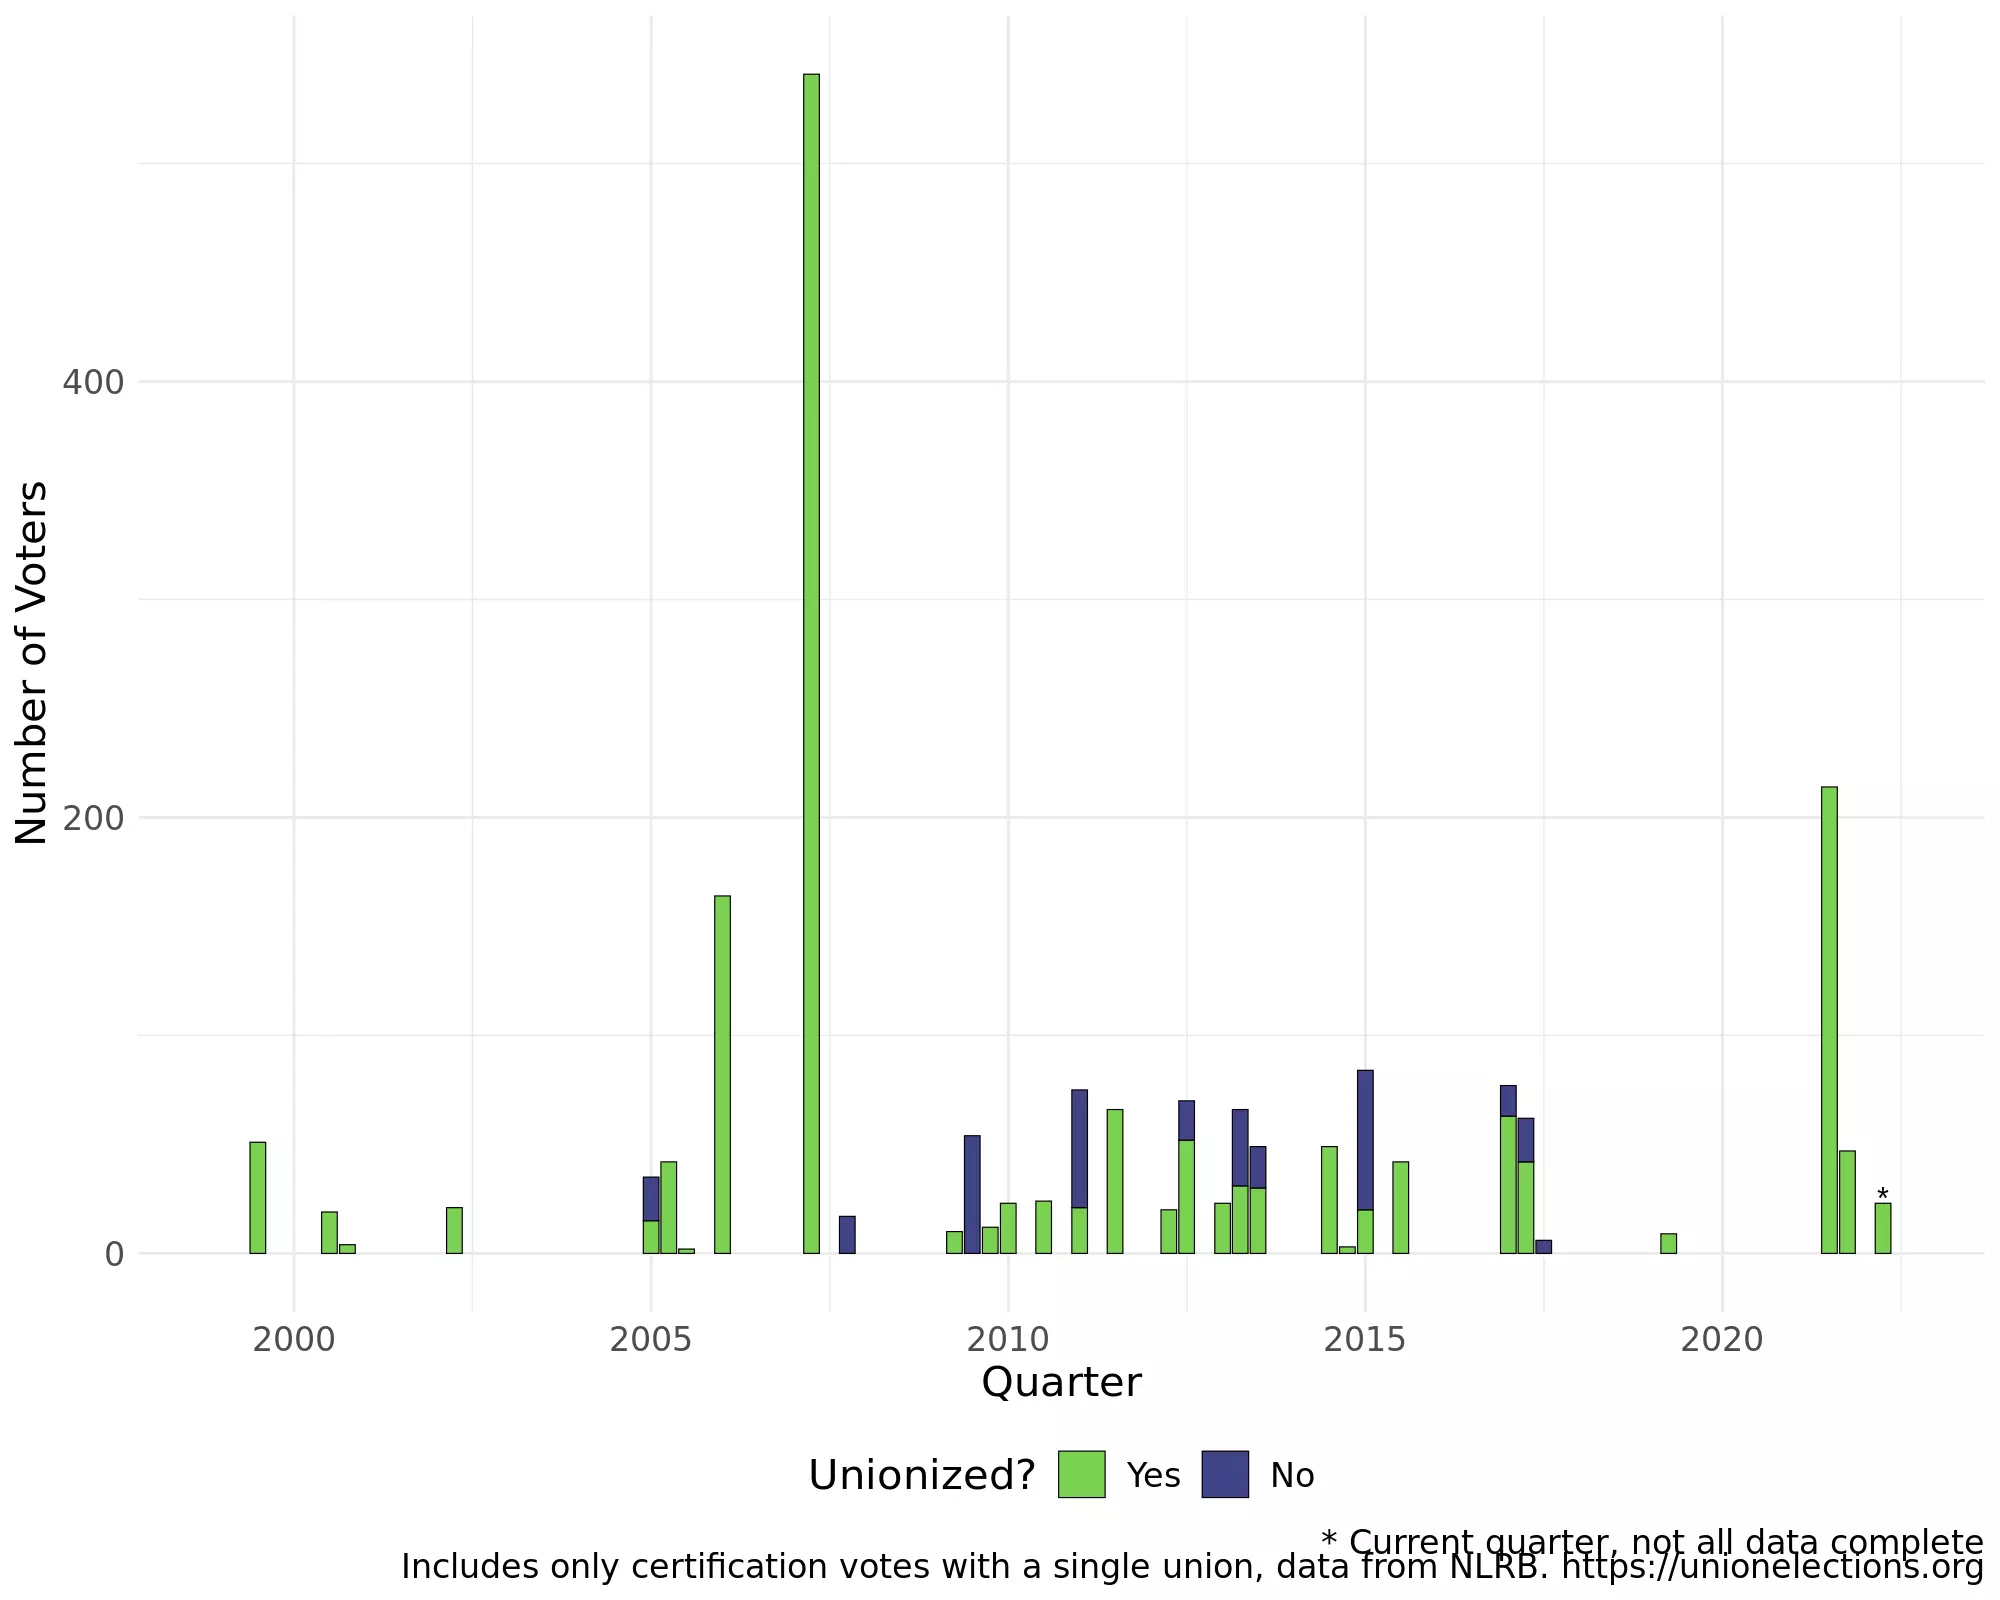 Number of Voters
400
200
0
*
2000 2005 2010 2015 2020
Quarter
Unionized? Yes No
* Current quarter, not all data complete
Includes only certification votes with a single union, data from NLRB. https://unionelections.org